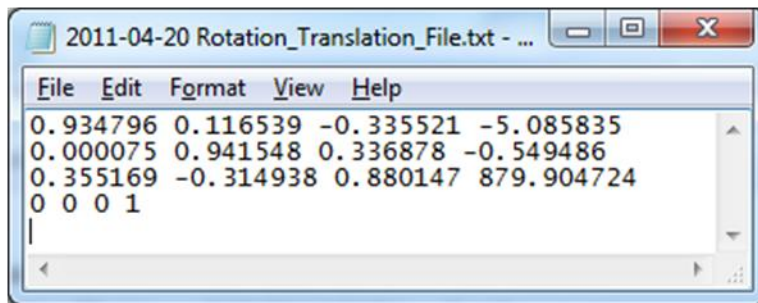 2011-04-20 Rotation_Translation_File.txt - ...
File Edit Format View Help
0.934796 0.116539 -0.335521 -5.085835
0.000075 0.941548 0.336878 -0.549486
0.355169 -0.314938 0.880147 879.904724
0 0 0 1